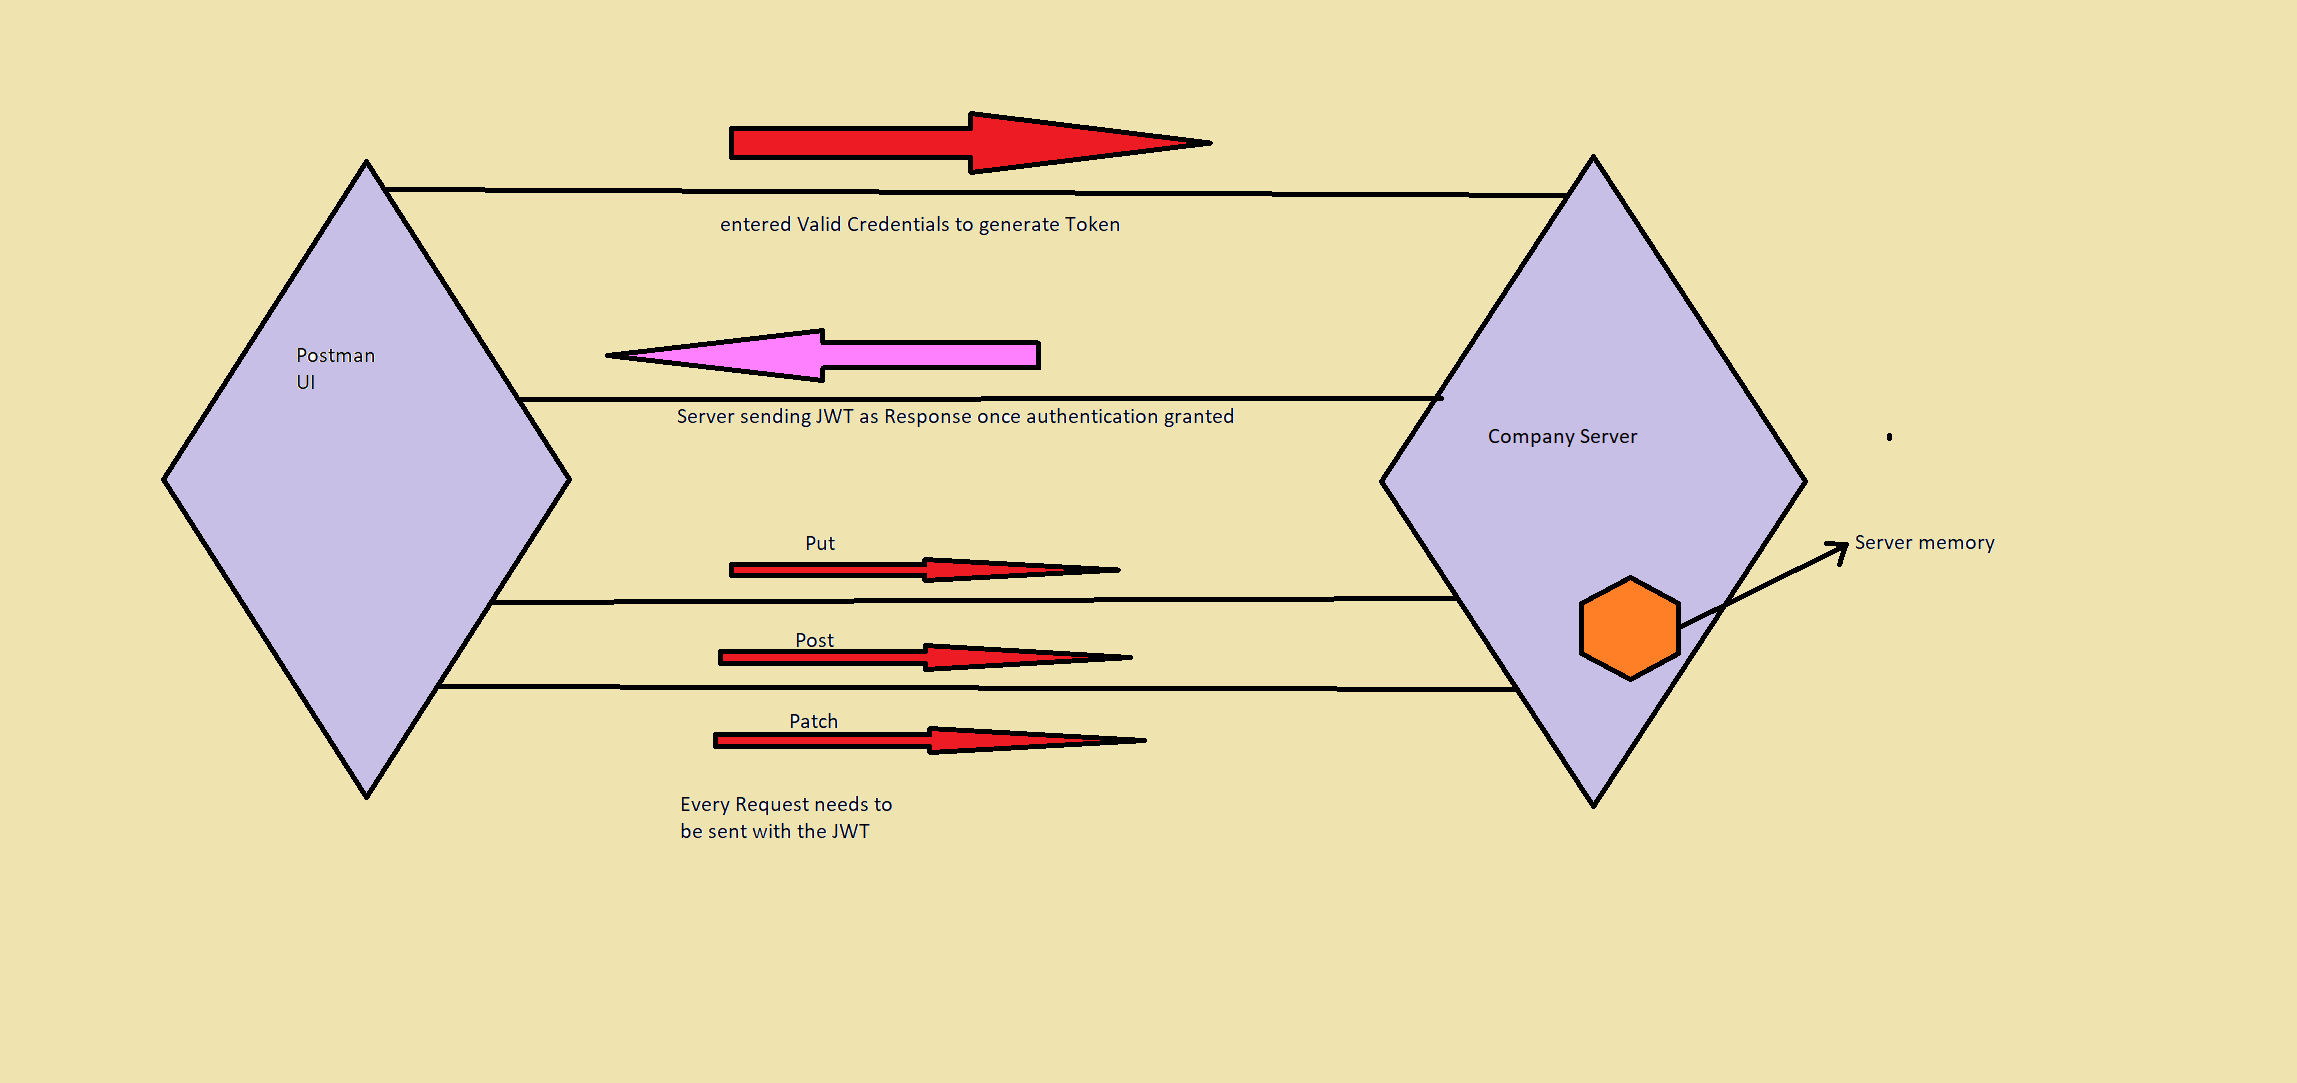 entered Valid Credentials to generate Token
Postman
UI
Server sending JWT as Response once authentication granted
Company Server
Put
Server memory
Post
Patch
Every Request needs to
be sent with the JWT